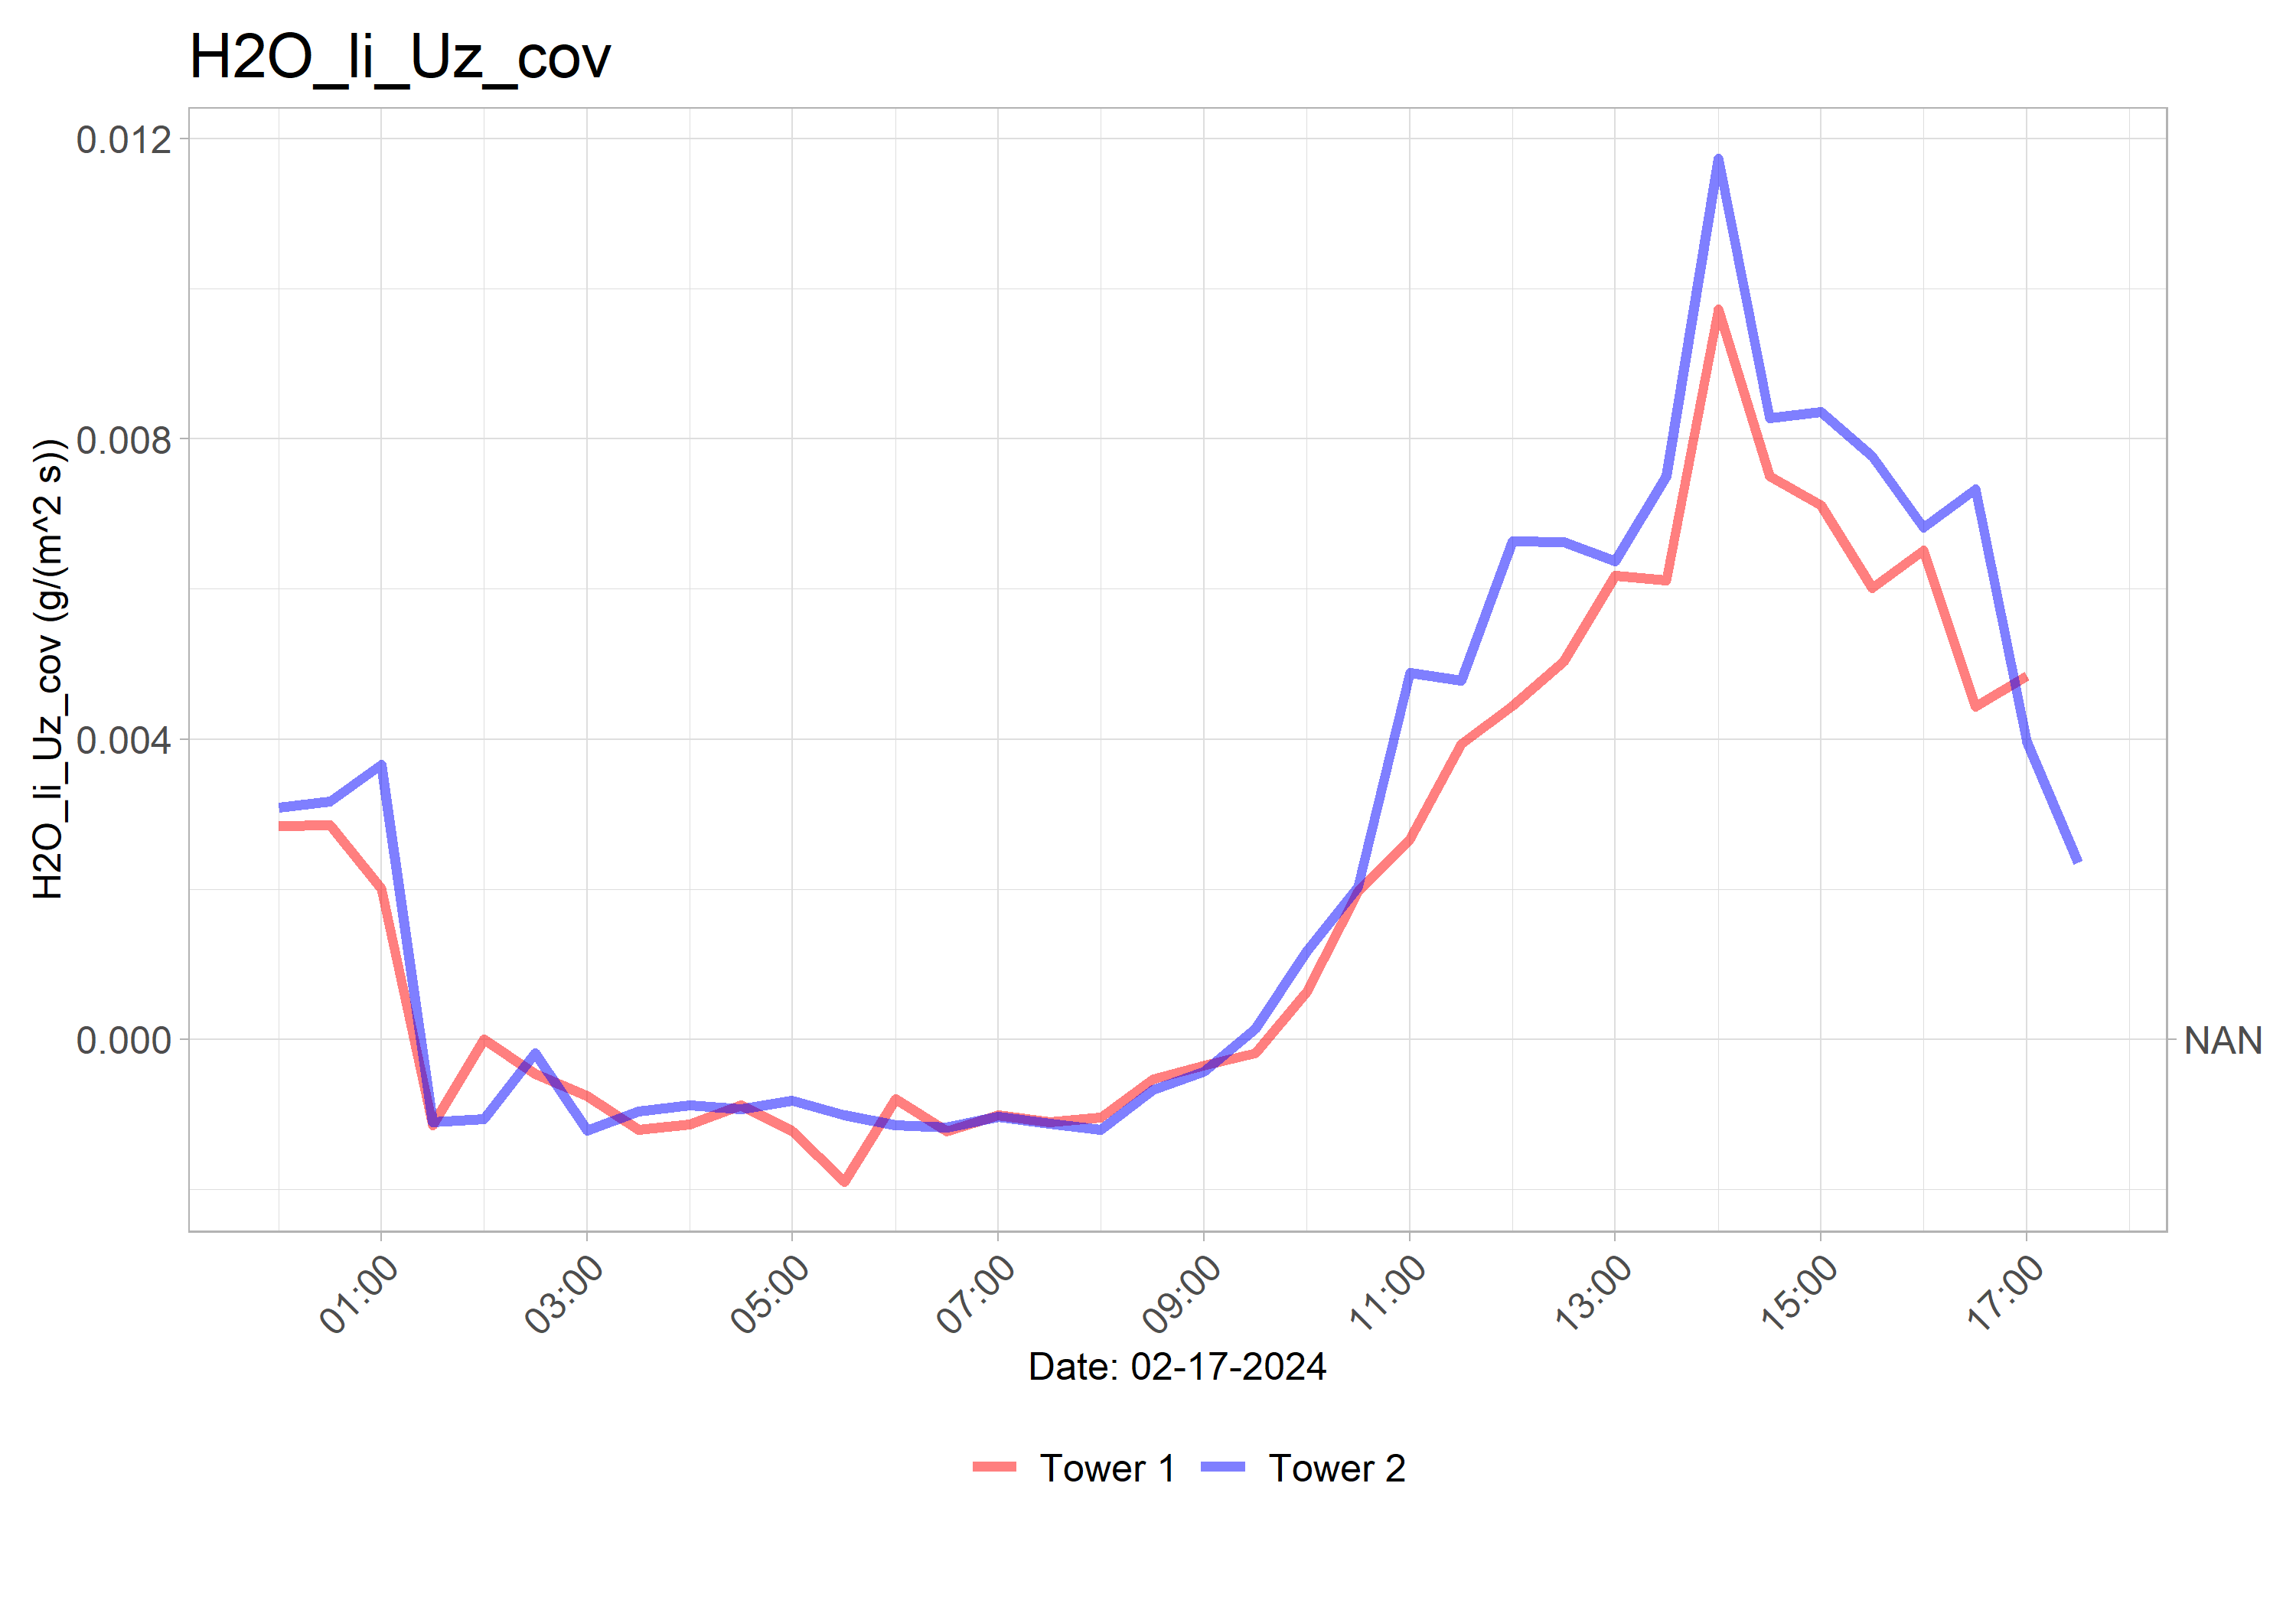 H2O_li_Uz_cov
H2O_li_Uz_cov (g/(m^2 s))
0.012
0.008
0.004
0.000
NAN
01:00
03:00
05:00
07:00
09:00
11:00
13:00
15:00
17:00
Date: 02-17-2024
Tower 1
Tower 2